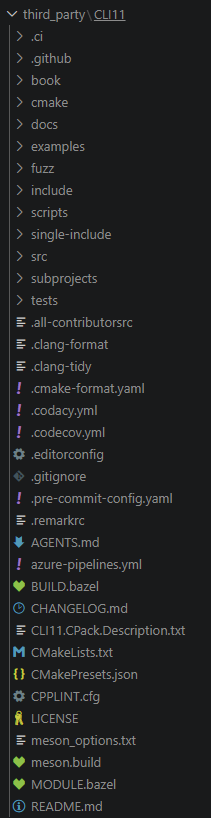 third_party\CLI11
.ci
.github
book
cmake
docs
examples
fuzz
include
scripts
single-include
src
subprojects
tests
.all-contributorsrc
.clang-format
.clang-tidy
.cmake-format.yaml
.codacy.yml
.codecov.yml
.editorconfig
.gitignore
.pre-commit-config.yaml
.remarkrc
AGENTS.md
azure-pipelines.yml
BUILD.bazel
CHANGELOG.md
CLI11.CPack.Description.txt
CMakeLists.txt
CMakePresets.json
CPPLINT.cfg
LICENSE
meson_options.txt
meson.build
MODULE.bazel
README.md